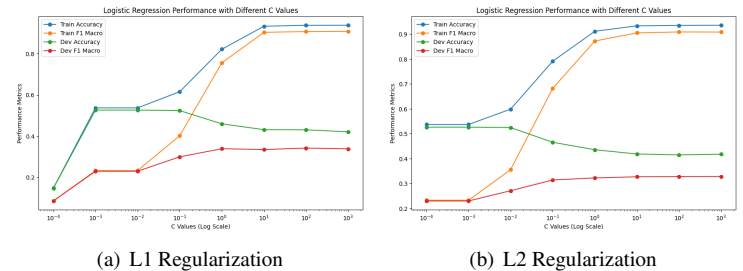 Logistic Regression Performance with Different C Values
Train Accuracy
Train F1 Macro
Dev Accuracy
Dev F1 Macro
Performance Metrics
0.8
0.6
0.4
0.2
10⁻⁴ 10⁻³ 10⁻² 10⁻¹ 10⁰ 10¹ 10² 10³
C Values (Log Scale)
(a) L1 Regularization
Logistic Regression Performance with Different C Values
Train Accuracy
Train F1 Macro
Dev Accuracy
Dev F1 Macro
Performance Metrics
0.9
0.8
0.7
0.6
0.5
0.4
0.3
0.2
10⁻⁴ 10⁻³ 10⁻² 10⁻¹ 10⁰ 10¹ 10² 10³
C Values (Log Scale)
(b) L2 Regularization